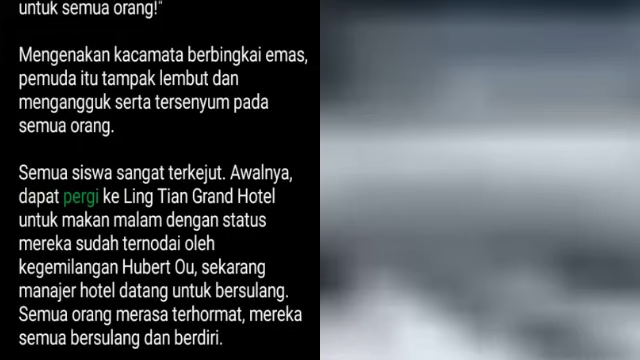 untuk semua orang!"
Mengenakan kacamata berbingkai emas,
pemuda itu tampak lembut dan
mengangguk serta tersenyum pada
semua orang.
Semua siswa sangat terkejut. Awalnya,
dapat pergi ke Ling Tian Grand Hotel
untuk makan malam dengan status
mereka sudah ternodai oleh
kegemilangan Hubert Ou, sekarang
manajer hotel datang untuk bersulang.
Semua orang merasa terhormat, mereka
semua bersulang dan berdiri.